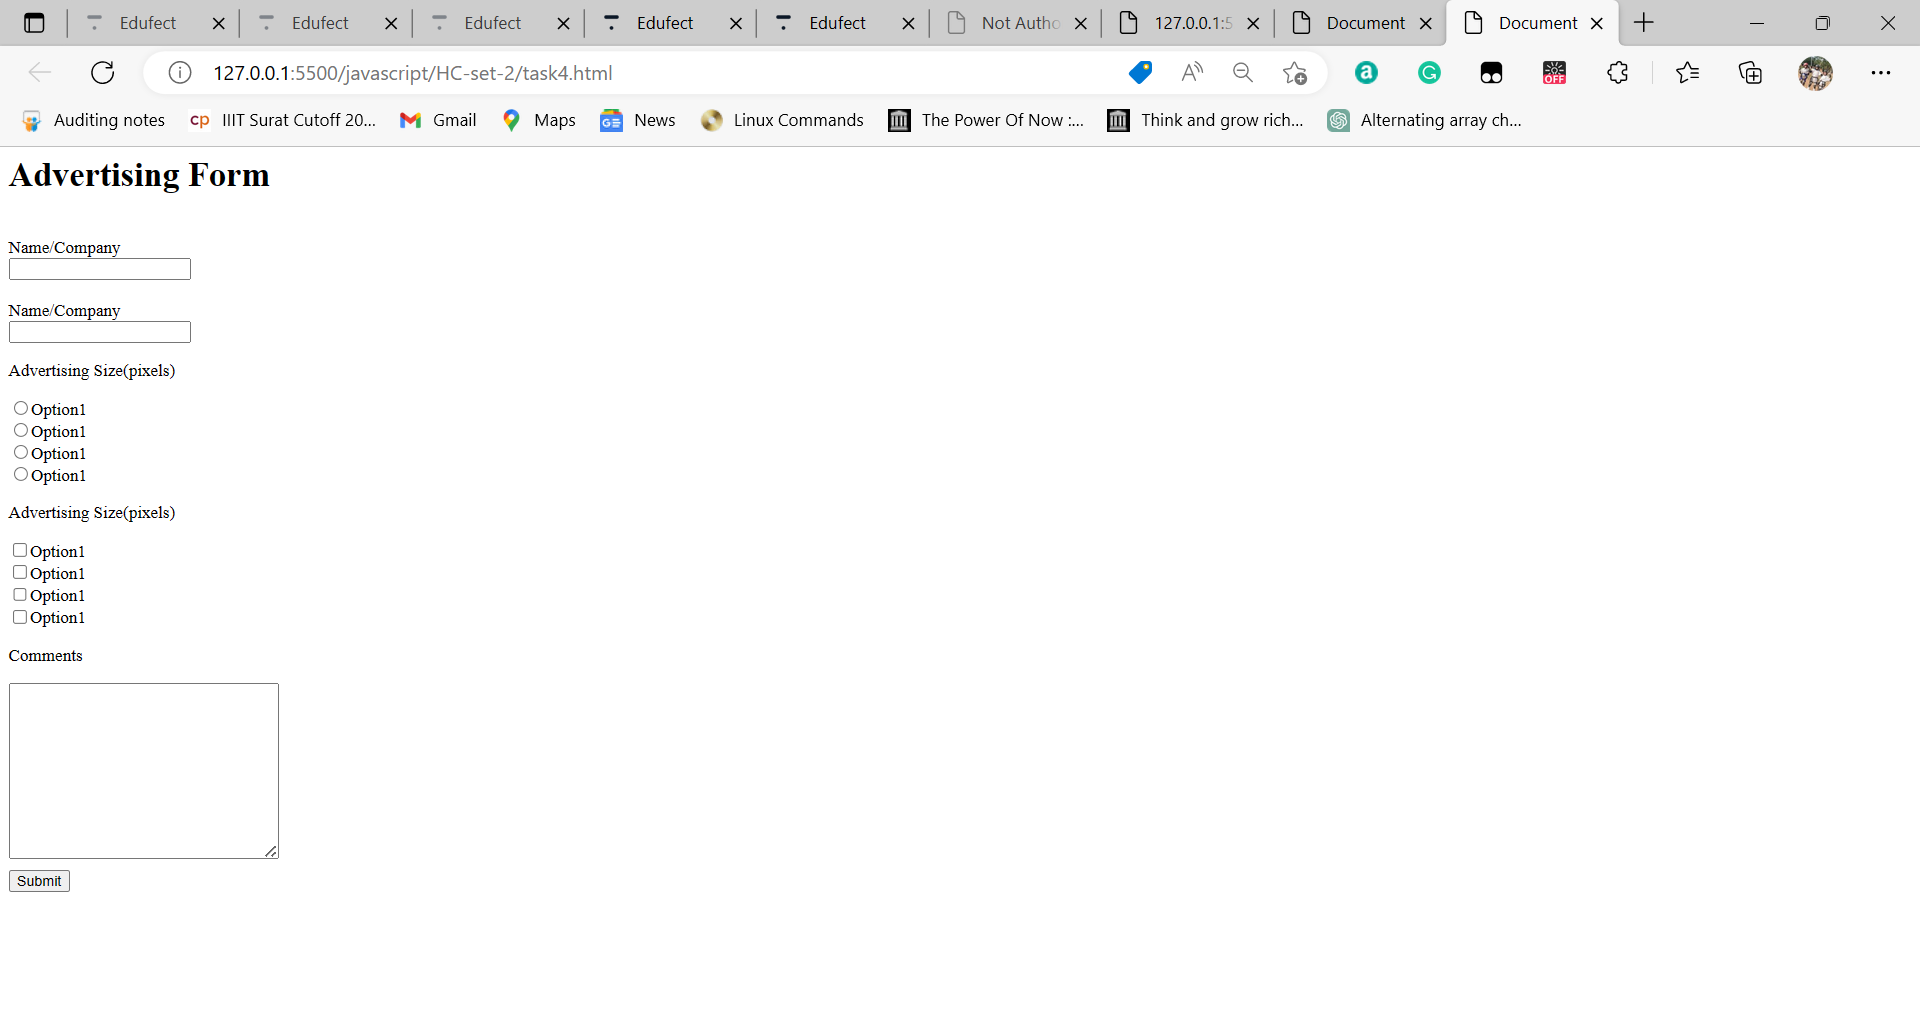 Edufect Edufect Edufect Edufect Edufect Not Autho 127.0.0.1:5 Document Document
127.0.0.1:5500/javascript/HC-set-2/task4.html
Auditing notes cp IIIT Surat Cutoff 20... Gmail Maps News Linux Commands The Power Of Now :... Think and grow rich... Alternating array ch...
Advertising Form
Name/Company
Name/Company
Advertising Size(pixels)
Option1
Option1
Option1
Option1
Advertising Size(pixels)
Option1
Option1
Option1
Option1
Comments
Submit